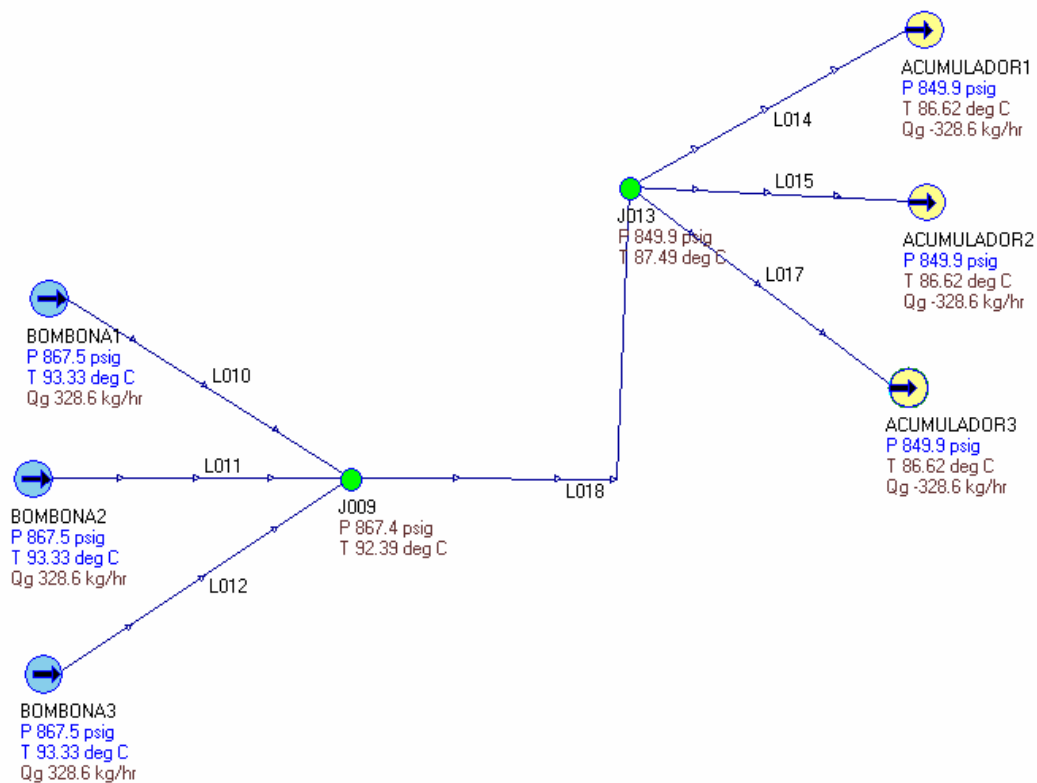 ACUMULADOR1
P 849.9 psig
T 86.62 deg C
Qg -328.6 kg/hr
L014
L015
J013
P 849.9 psig
T 87.49 deg C
ACUMULADOR2
P 849.9 psig
T 86.62 deg C
Qg -328.6 kg/hr
L017
BOMBONA1
P 867.5 psig
T 93.33 deg C
Qg 328.6 kg/hr
L010
ACUMULADOR3
P 849.9 psig
T 86.62 deg C
Qg -328.6 kg/hr
L011
L018
BOMBONA2
P 867.5 psig
T 93.33 deg C
Qg 328.6 kg/hr
J009
P 867.4 psig
T 92.39 deg C
L012
BOMBONA3
P 867.5 psig
T 93.33 deg C
Qg 328.6 kg/hr